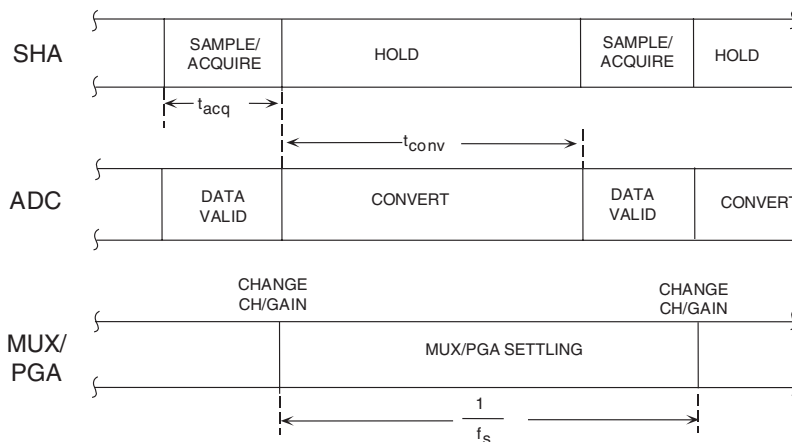 SHA
SAMPLE/
ACQUIRE
HOLD
SAMPLE/
ACQUIRE
HOLD
tacq
tconv
ADC
DATA
VALID
CONVERT
DATA
VALID
CONVERT
CHANGE
CH/GAIN
CHANGE
CH/GAIN
MUX/
PGA
MUX/PGA SETTLING
1
fs